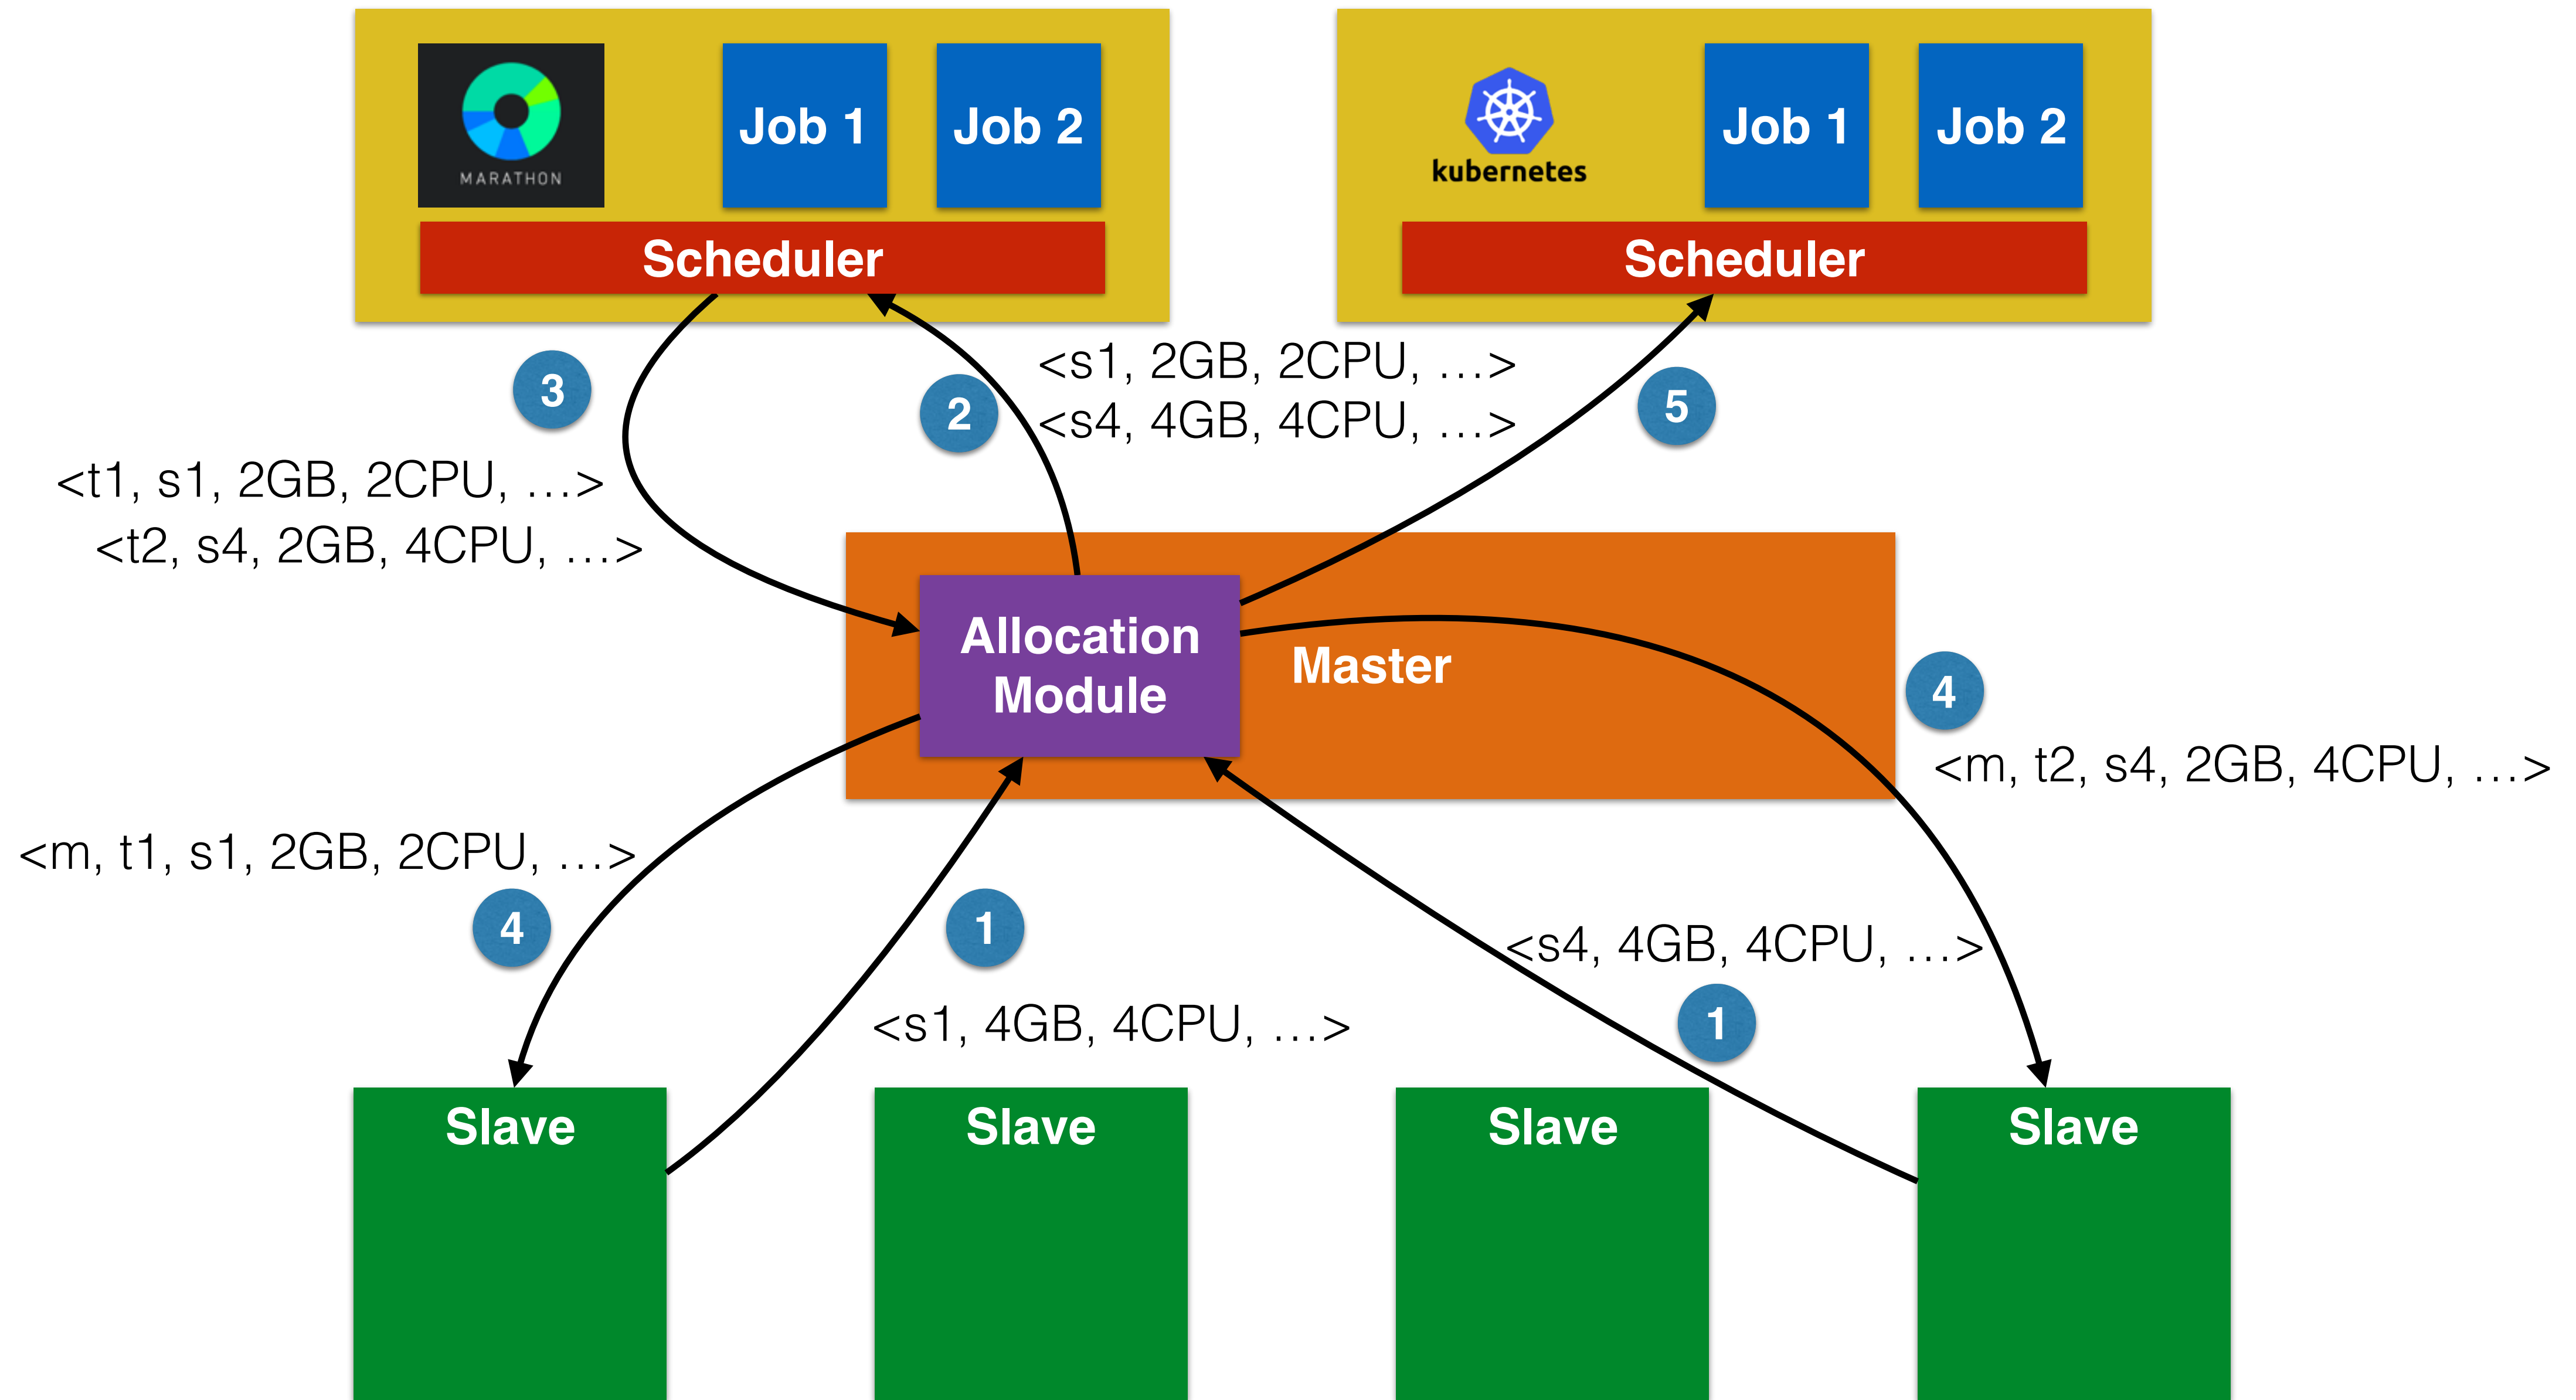 MARATHON
Job 1
Job 2
Scheduler
kubernetes
Job 1
Job 2
Scheduler
3
2
<s1, 2GB, 2CPU, …>
<s4, 4GB, 4CPU, …>
5
<t1, s1, 2GB, 2CPU, …>
<t2, s4, 2GB, 4CPU, …>
Allocation
Module
Master
4
<m, t2, s4, 2GB, 4CPU, …>
<m, t1, s1, 2GB, 2CPU, …>
4
1
<s1, 4GB, 4CPU, …>
<s4, 4GB, 4CPU, …>
1
Slave
Slave
Slave
Slave